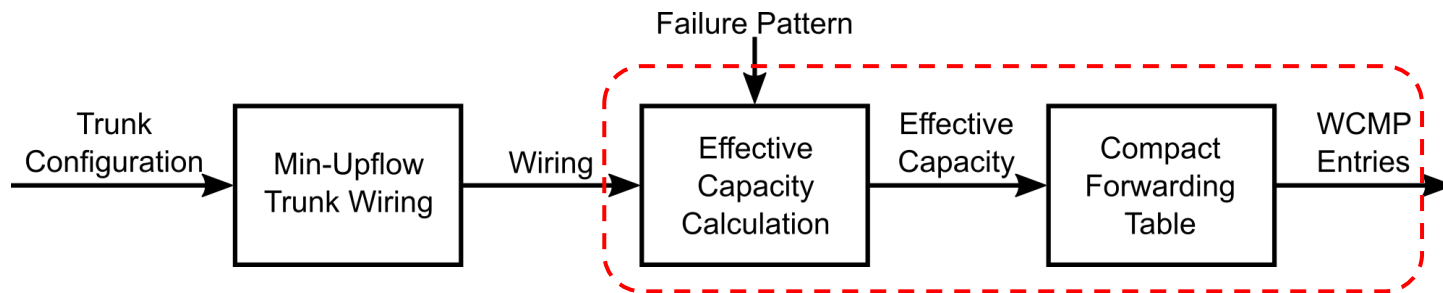 Failure Pattern
Trunk
Configuration
Min-Upflow
Trunk Wiring
Wiring
Effective
Capacity
Calculation
Effective
Capacity
Compact
Forwarding
Table
WCMP
Entries